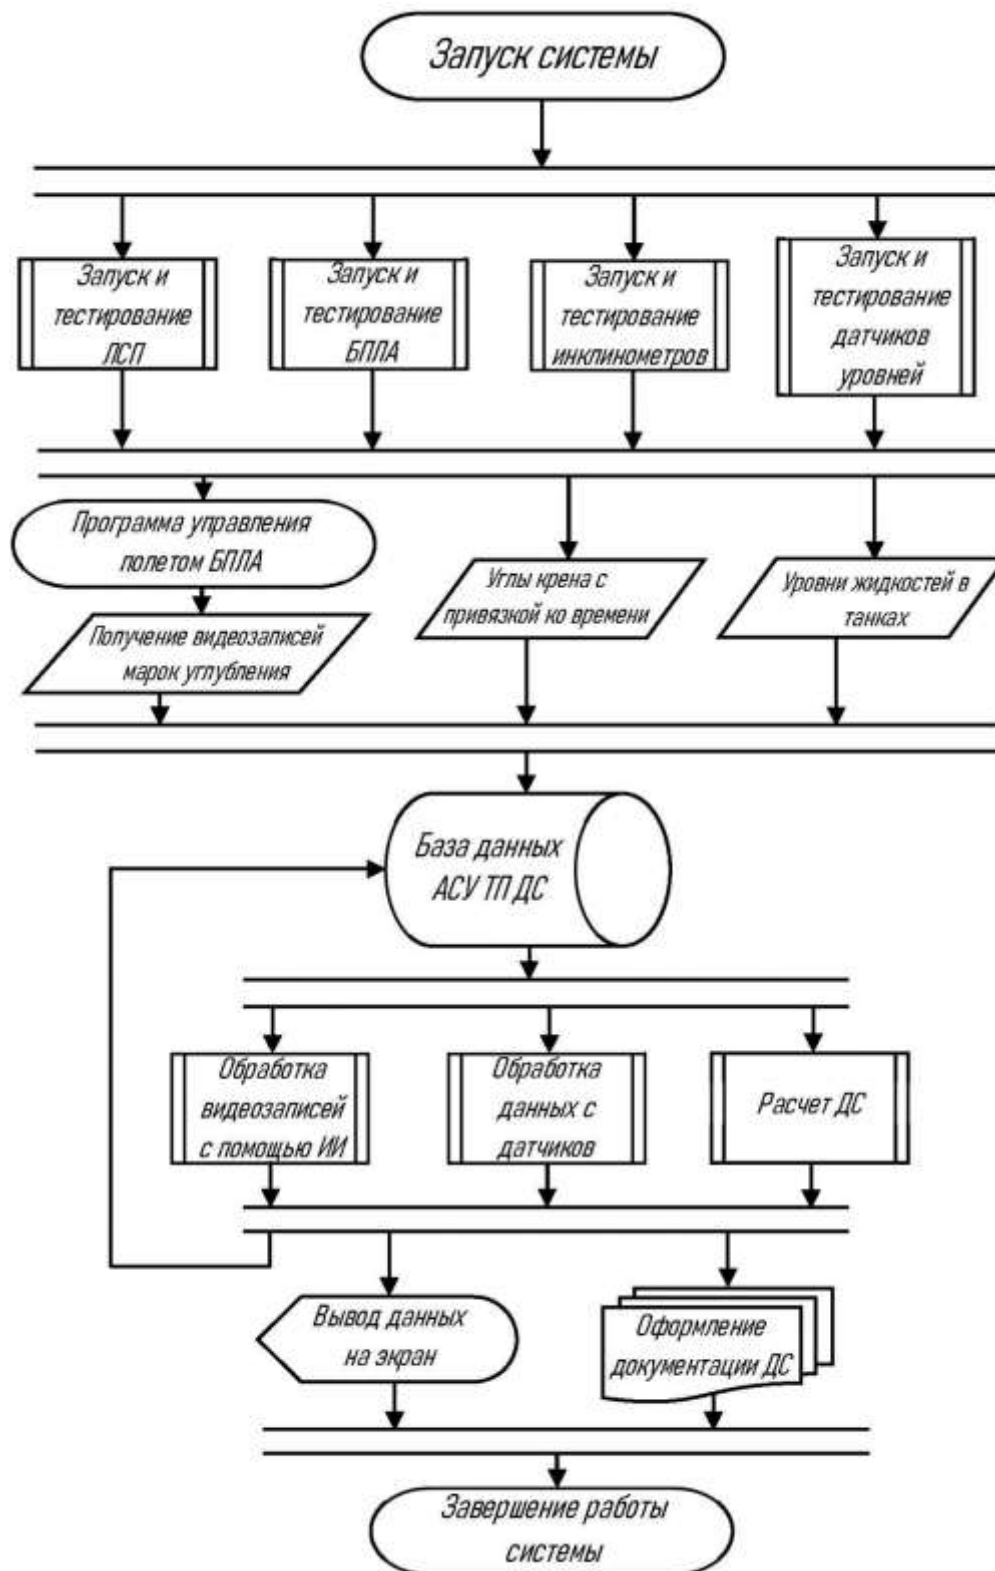 Запуск системы
Запуск и
тестирование
ЛСП
Запуск и
тестирование
БПЛА
Запуск и
тестирование
инклинометров
Запуск и
тестирование
датчиков
уровней
Программа управления
полетом БПЛА
Получение видеозаписей
марок углубления
Углы крена с
привязкой ко времени
Уровни жидкостей в
танках
База данных
АСУ ТП ДС
Обработка
видеозаписей
с помощью ИИ
Обработка
данных с
датчиков
Расчет ДС
Вывод данных
на экран
Оформление
документации ДС
Завершение работы
системы